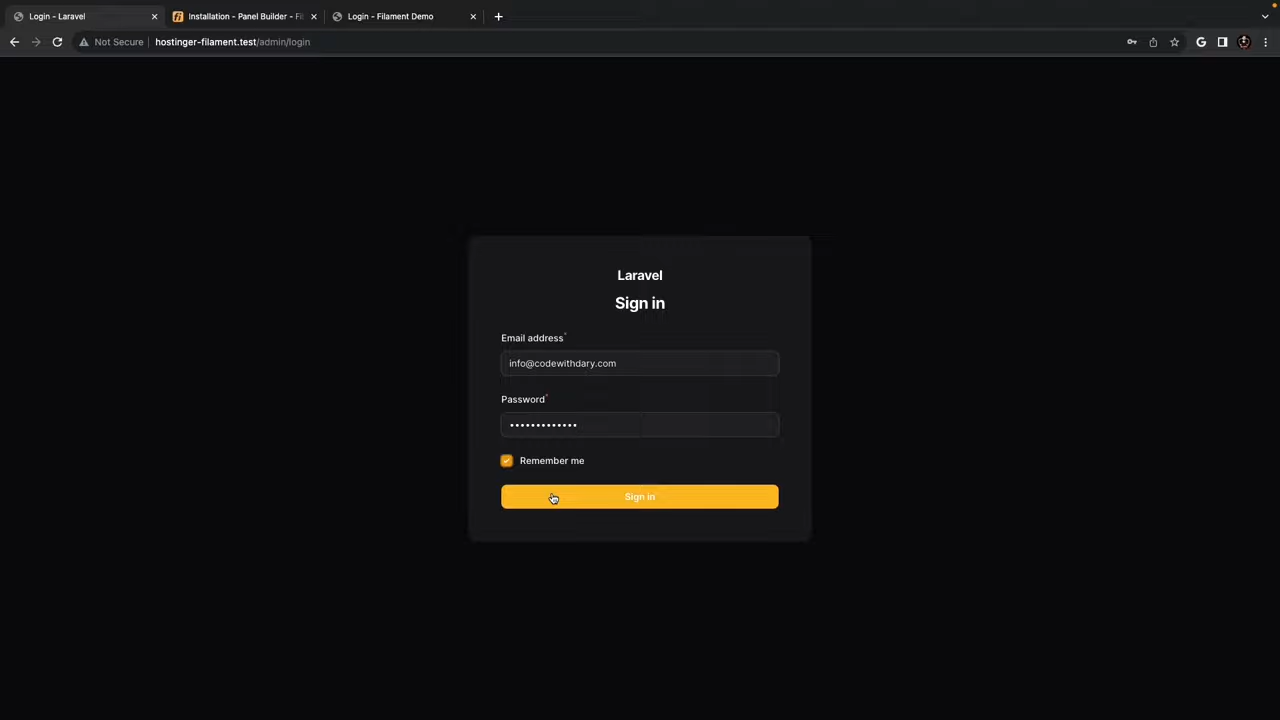 Login - Laravel
Installation - Panel Builder - Fi
Login - Filament Demo
Not Secure
hostinger-filament.test/admin/login
Laravel
Sign in
Email address*
info@codewithdary.com
Password*
Remember me
Sign in